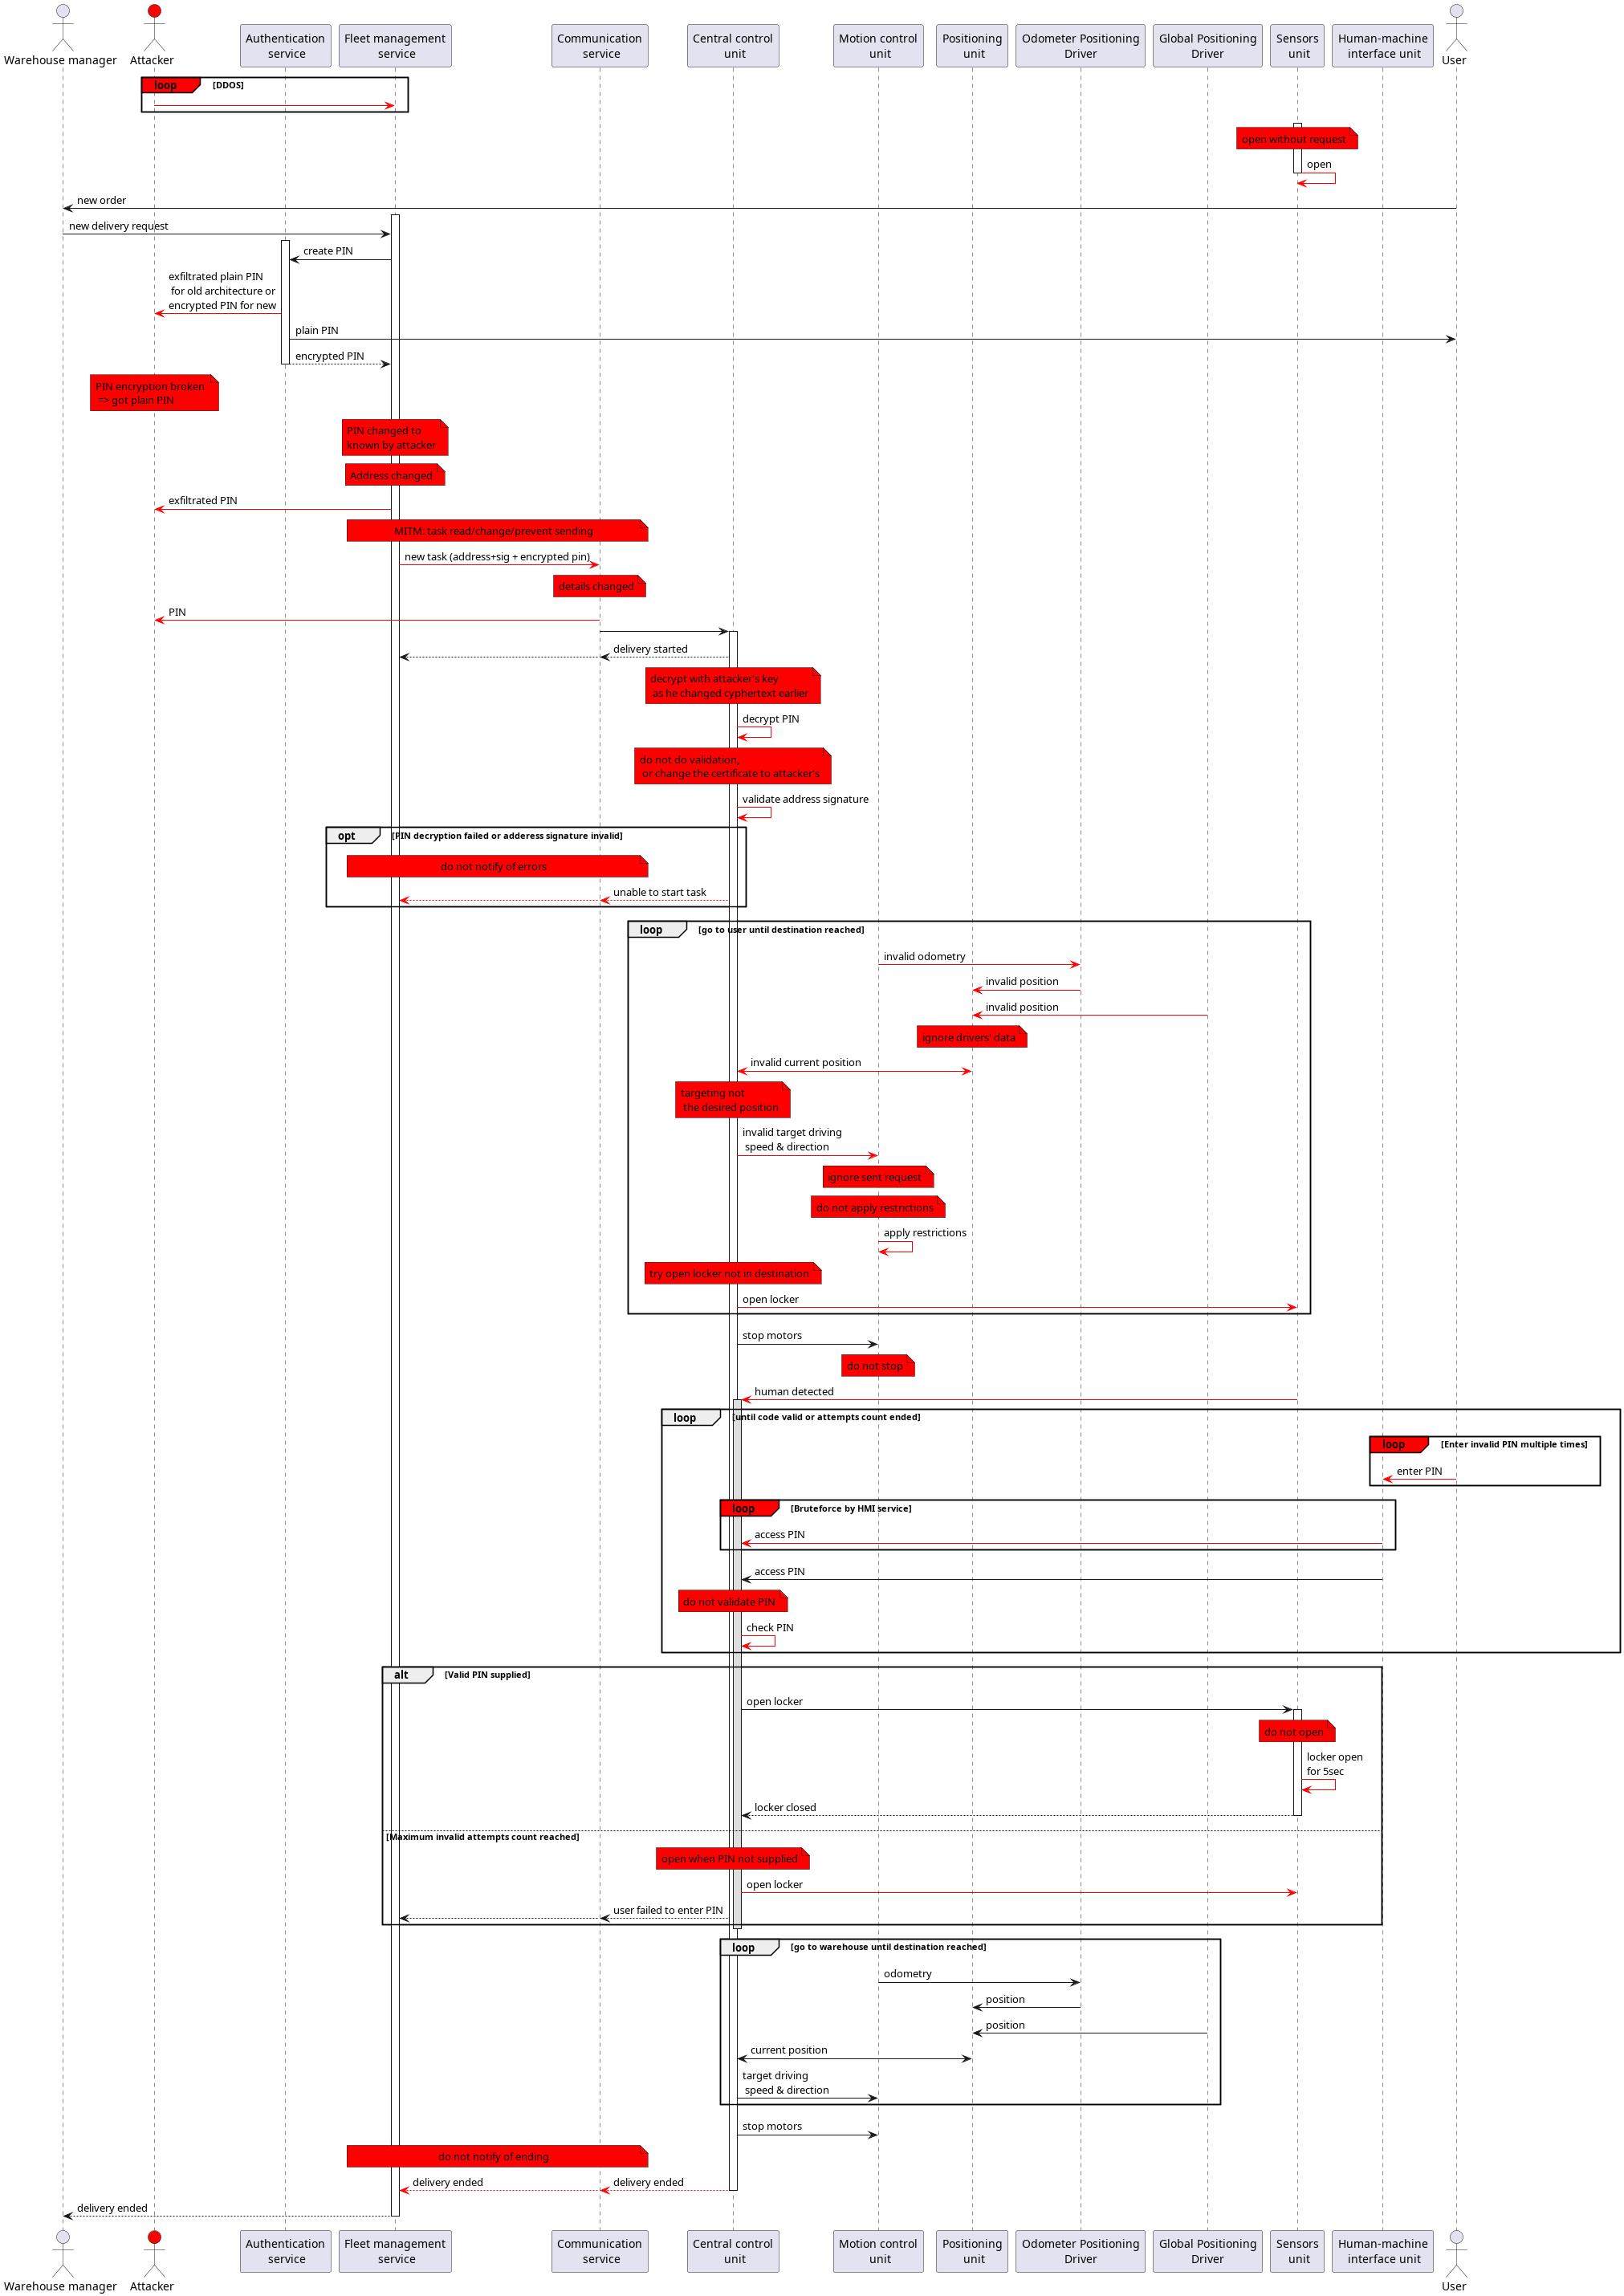 Warehouse manager
Attacker
Authentication
service
Fleet management
service
Communication
service
Central control
unit
Motion control
unit
Positioning
unit
Odometer Positioning
Driver
Global Positioning
Driver
Sensors
unit
Human-machine
interface unit
User
loop [DDOS]
open without request
open
new order
new delivery request
create PIN
exfiltrated plain PIN
for old architecture or
encrypted PIN for new
plain PIN
encrypted PIN
PIN encryption broken
=> got plain PIN
PIN changed to
known by attacker
Address changed
exfiltrated PIN
MITM: task read/change/prevent sending
new task (address+sig + encrypted pin)
details changed
PIN
delivery started
decrypt with attacker's key
as he changed cyphertext earlier
decrypt PIN
do not do validation,
or change the certificate to attacker's
validate address signature
opt [PIN decryption failed or adderess signature invalid]
do not notify of errors
unable to start task
loop [go to user until destination reached]
invalid odometry
invalid position
invalid position
ignore drivers' data
invalid current position
targeting not
the desired position
invalid target driving
speed & direction
ignore sent request
do not apply restrictions
apply restrictions
try open locker not in destination
open locker
stop motors
do not stop
human detected
loop [until code valid or attempts count ended]
loop [Enter invalid PIN multiple times]
enter PIN
loop [Bruteforce by HMI service]
access PIN
access PIN
do not validate PIN
check PIN
alt [Valid PIN supplied]
open locker
do not open
locker open
for 5sec
locker closed
[Maximum invalid attempts count reached]
open when PIN not supplied
open locker
user failed to enter PIN
loop [go to warehouse until destination reached]
odometry
position
position
current position
target driving
speed & direction
stop motors
do not notify of ending
delivery ended
delivery ended
delivery ended
Warehouse manager
Attacker
Authentication
service
Fleet management
service
Communication
service
Central control
unit
Motion control
unit
Positioning
unit
Odometer Positioning
Driver
Global Positioning
Driver
Sensors
unit
Human-machine
interface unit
User